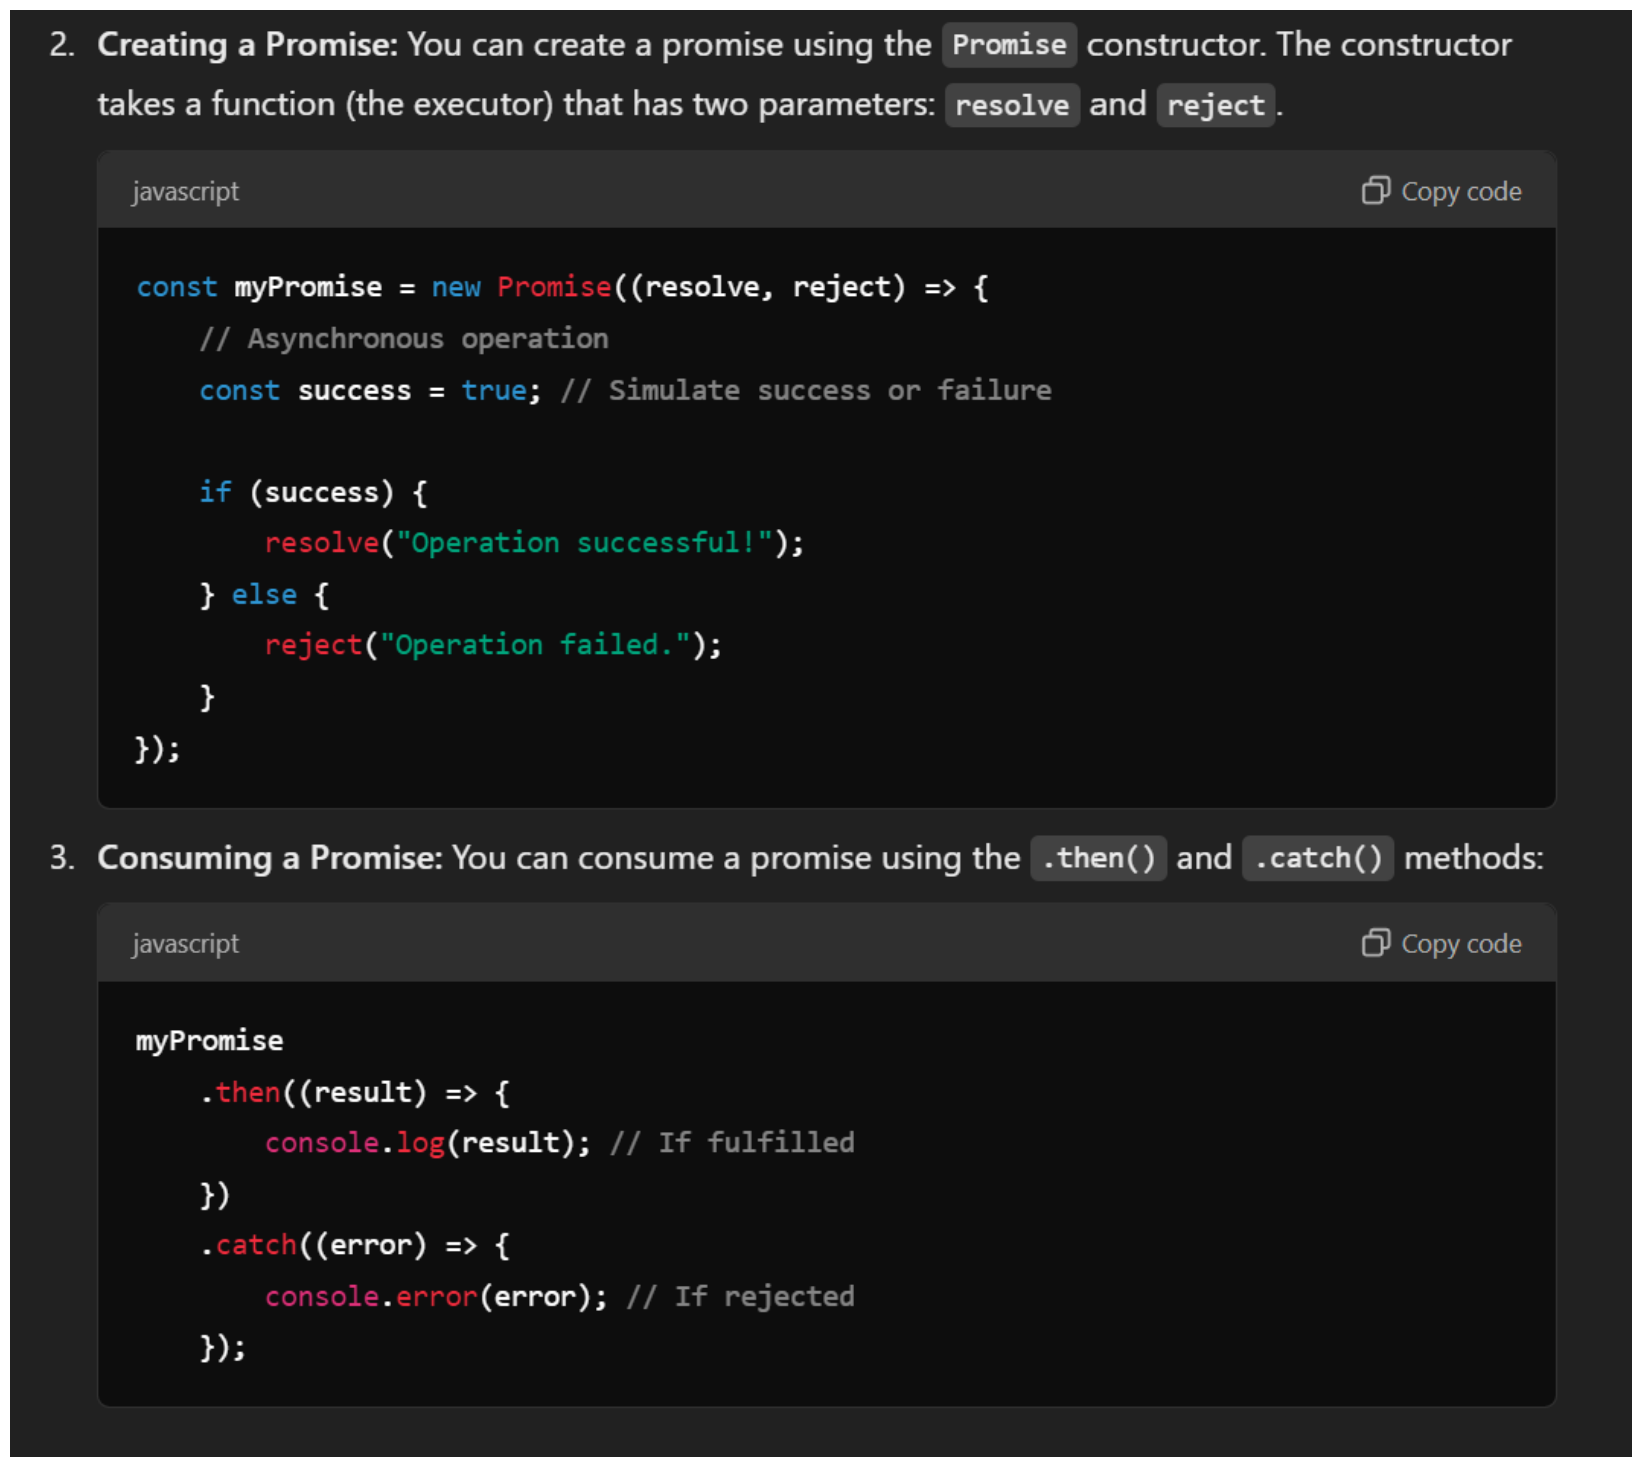 2. Creating a Promise: You can create a promise using the Promise constructor. The constructor
takes a function (the executor) that has two parameters: resolve and reject.
javascript
Copy code
const myPromise = new Promise((resolve, reject) => {
    // Asynchronous operation
    const success = true; // Simulate success or failure
    if (success) {
        resolve("Operation successful!");
    } else {
        reject("Operation failed.");
    }
});
3. Consuming a Promise: You can consume a promise using the .then() and .catch() methods:
javascript
Copy code
myPromise
    .then((result) => {
        console.log(result); // If fulfilled
    })
    .catch((error) => {
        console.error(error); // If rejected
    });